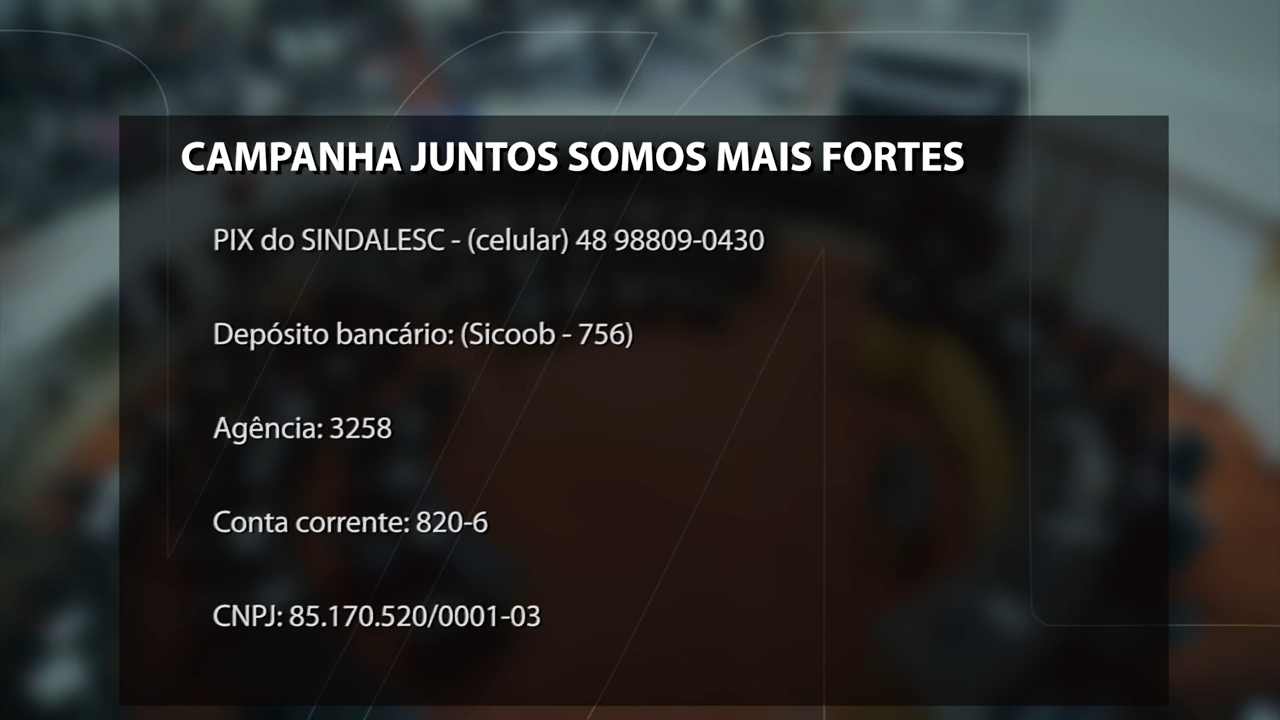 CAMPANHA JUNTOS SOMOS MAIS FORTES
PIX do SINDALESC - (celular) 48 98809-0430
Depósito bancário: (Sicoob - 756)
Agência: 3258
Conta corrente: 820-6
CNPJ: 85.170.520/0001-03